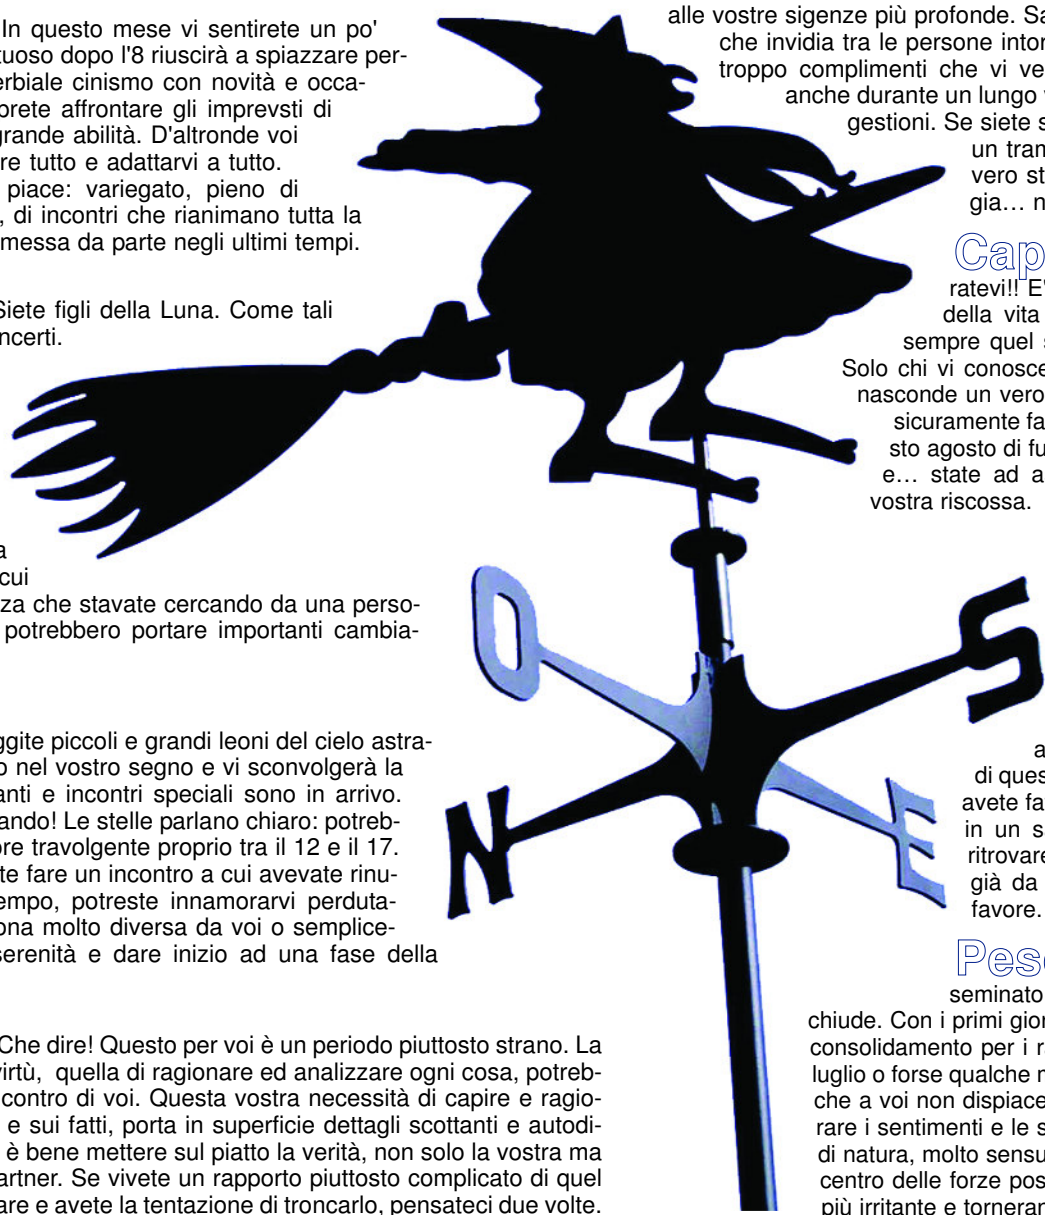 In questo mese vi sentirete un po'
tuoso dopo l'8 riuscirà a spiazzare per-
erbiale cinismo con novità e occa-
prete affrontare gli imprevsti di
grande abilità. D'altronde voi
re tutto e adattarvi a tutto.
piace: variegato, pieno di
, di incontri che rianimano tutta la
messa da parte negli ultimi tempi.
Siete figli della Luna. Come tali
ncerti.
a
cui
za che stavate cercando da una perso-
potrebbero portare importanti cambia-
ggite piccoli e grandi leoni del cielo astra-
o nel vostro segno e vi sconvolgerà la
anti e incontri speciali sono in arrivo.
ando! Le stelle parlano chiaro: potreb-
ore travolgente proprio tra il 12 e il 17.
te fare un incontro a cui avevate rinu-
empo, potreste innamorarvi perduta-
ona molto diversa da voi o semplice-
serenità e dare inizio ad una fase della
Che dire! Questo per voi è un periodo piuttosto strano. La
virtù, quella di ragionare ed analizzare ogni cosa, potreb-
contro di voi. Questa vostra necessità di capire e ragio-
e sui fatti, porta in superficie dettagli scottanti e autodi-
è bene mettere sul piatto la verità, non solo la vostra ma
artner. Se vivete un rapporto piuttosto complicato di quel
are e avete la tentazione di troncarlo, pensateci due volte.
alle vostre sigenze più profonde. Sa
che invidia tra le persone intor
troppo complimenti che vi ve
anche durante un lungo v
gestioni. Se siete s
un tram
vero st
gia… n
Cap
ratevi!! E'
della vita
sempre quel s
Solo chi vi conosce
nasconde un vero
sicuramente fa
sto agosto di fu
e… state ad a
vostra riscossa.
a
di ques
avete fa
in un s
ritrovare
già da
favore.
Pes
seminato
chiude. Con i primi gior
consolidamento per i r
luglio o forse qualche m
che a voi non dispiace
rare i sentimenti e le s
di natura, molto sensu
centro delle forze pos
più irritante e torneran
O
S
N
E